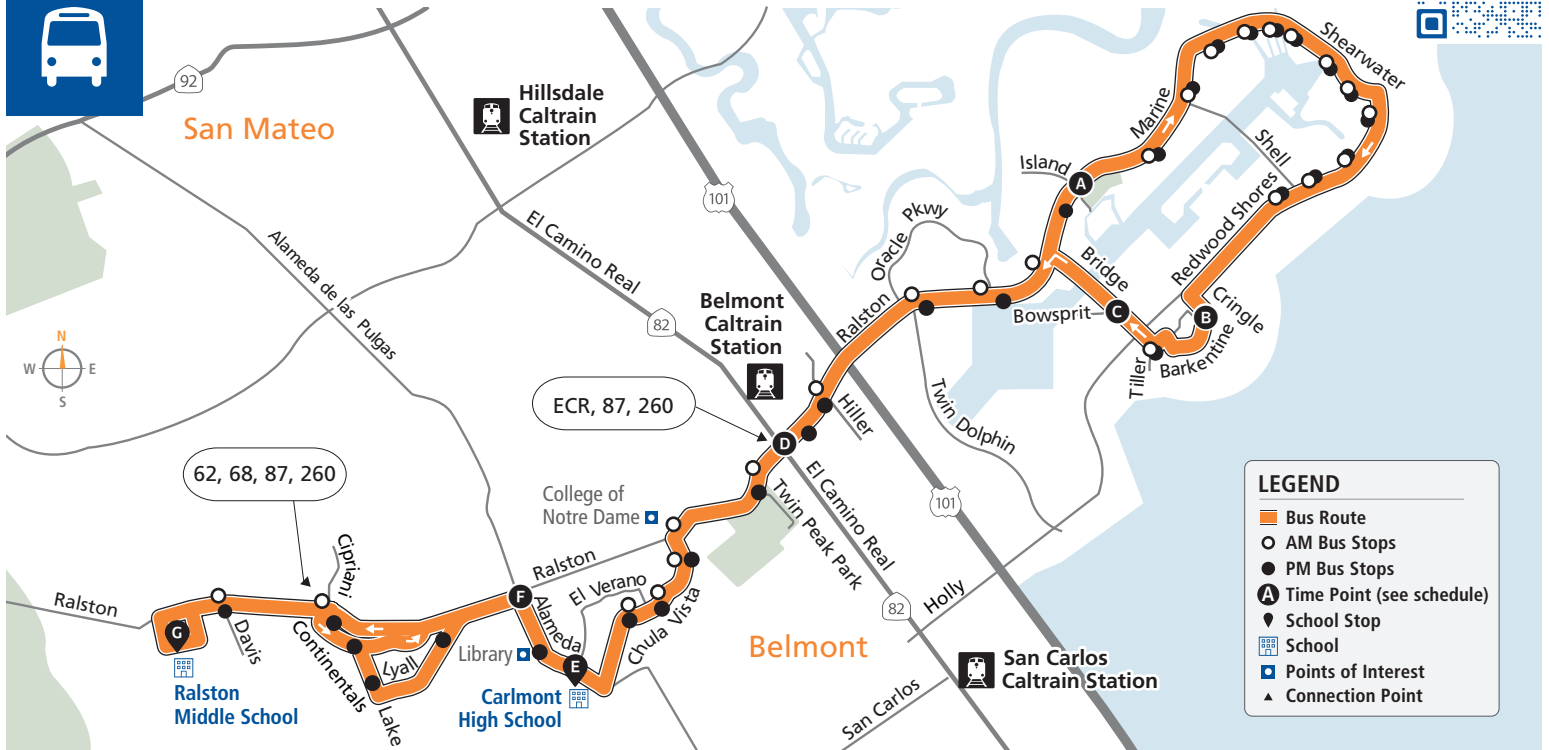 92
San Mateo
Hillsdale
Caltrain
Station
Shearwater
Marine
Shell
Island
A
101
Redwood Shores
Oracle Pkwy
El Camino Real
Alameda de las Pulgas
Bridge
Cringle
B
Bowsprit
C
Barkentine
Tiller
Belmont
Caltrain
Station
82
Ralston
N
W
E
S
ECR, 87, 260
Hiller
Twin Dolphin
D
El Camino Real
Twin Peak Park
62, 68, 87, 260
College of
Notre Dame
101
Cipriani
Ralston
El Verano
F
Alameda
Chula Vista
82
Holly
Ralston
G
Davis
Continentals
Lyall
Lake
Library
E
Carlmont
High School
Ralston
Middle School
Belmont
San Carlos
Caltrain Station
San Carlos
LEGEND
Bus Route
AM Bus Stops
PM Bus Stops
A Time Point (see schedule)
School Stop
School
Points of Interest
Connection Point